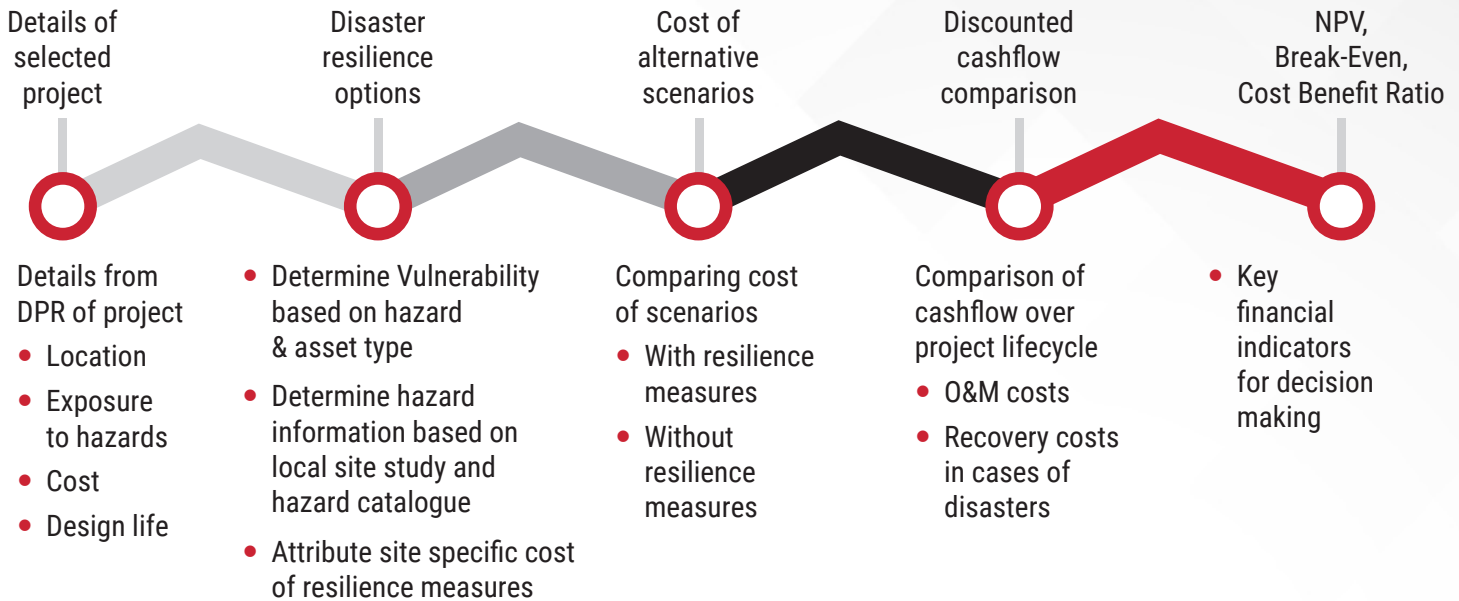 Details of
selected
project
Disaster
resilience
options
Cost of
alternative
scenarios
Discounted
cashflow
comparison
NPV,
Break-Even,
Cost Benefit Ratio
Details from
DPR of project
• Location
• Exposure
to hazards
• Cost
• Design life
• Determine Vulnerability
based on hazard
& asset type
• Determine hazard
information based on
local site study and
hazard catalogue
• Attribute site specific cost
of resilience measures
Comparing cost
of scenarios
• With resilience
measures
• Without
resilience
measures
Comparison of
cashflow over
project lifecycle
• O&M costs
• Recovery costs
in cases of
disasters
• Key
financial
indicators
for decision
making